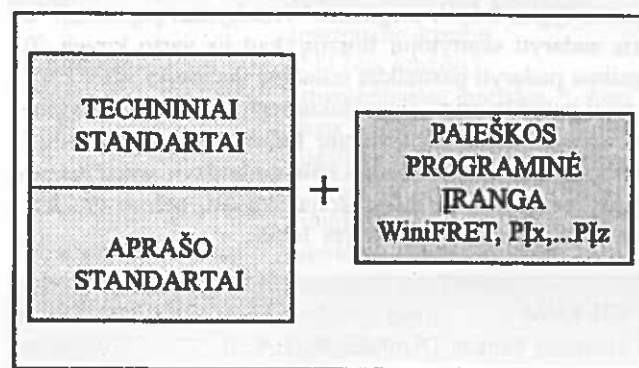 TECHNINIAI
STANDARTAI
APRAŠO
STANDARTAI
+
PAIEŠKOS
PROGRAMINĖ
ĮRANGA
WiniFRET, PĮx,...PĮz